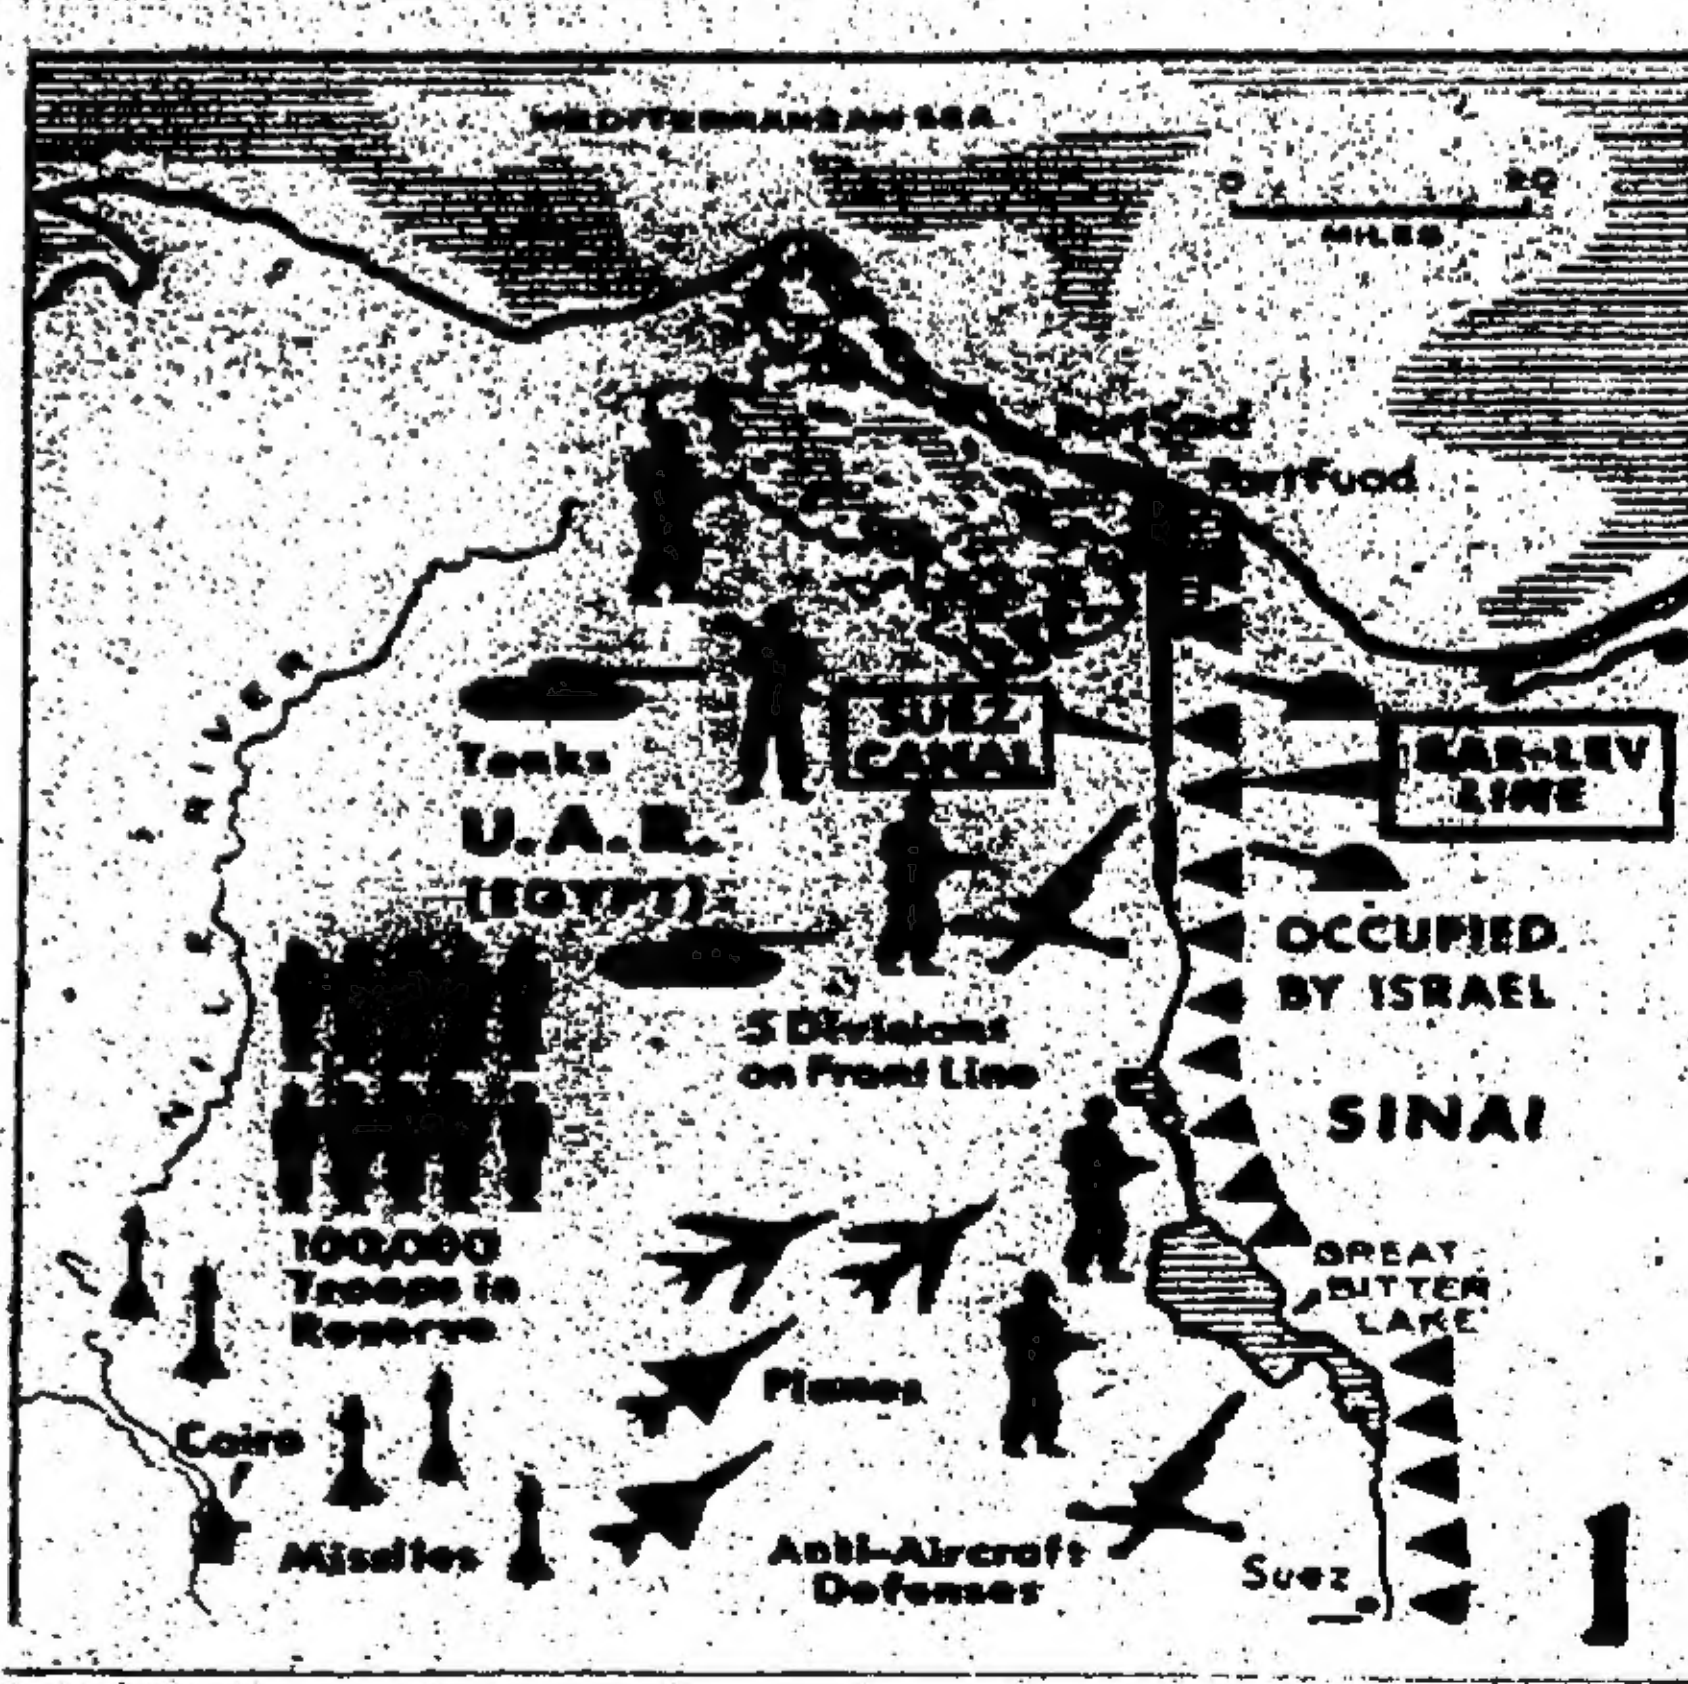 MEDITERRANEAN SEA
0 20
MILES
Port Said
Port Fuad
NILE RIVER
SUEZ
CANAL
BAR-LEV
LINE
Tanks
U.A.R.
(EGYPT)
OCCUPIED
BY ISRAEL
5 Divisions
on Front Line
SINAI
100,000
Troops in
Reserve
GREAT
BITTER
LAKE
Planes
Cairo
Missiles
Anti-Aircraft
Defenses
Suez
1